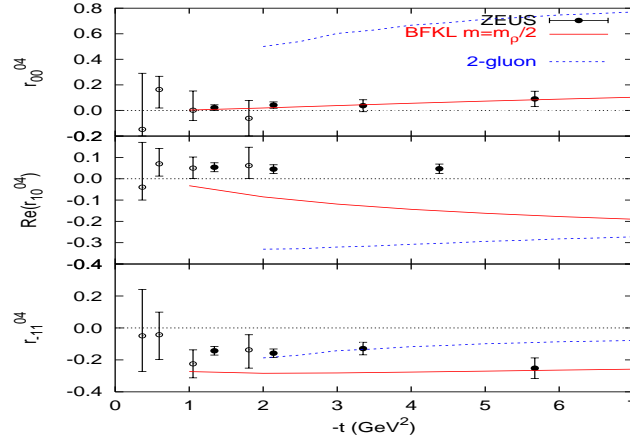 0.8
ZEUS
BFKL m=mρ/2
2-gluon
0.6
0.4
0.2
0.0
-0.2
r00^04
0.1
0.0
-0.1
-0.2
-0.3
-0.4
Re(r10^04)
0.2
0.0
-0.2
-0.4
r-11^04
0 1 2 3 4 5 6 7
-t (GeV²)